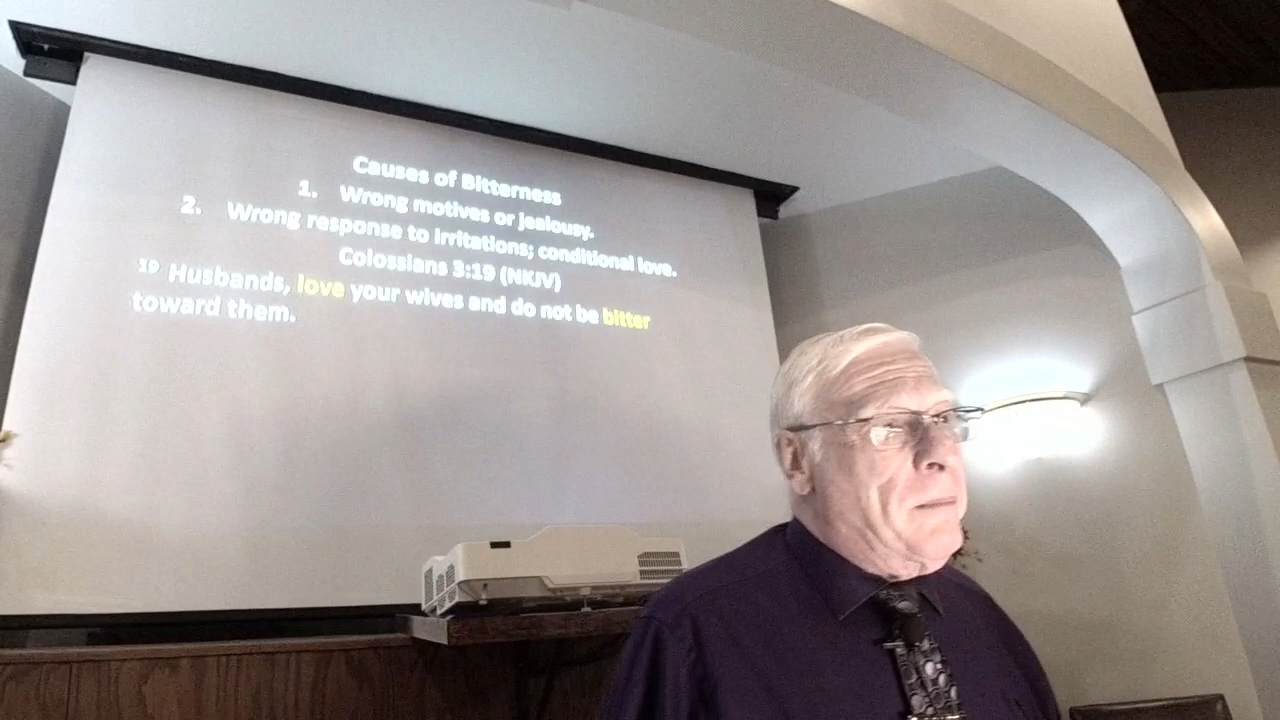 Causes of Bitterness
1. Wrong motives or jealousy.
2. Wrong response to irritations; conditional love.
Colossians 3:19 (NKJV)
19 Husbands, love your wives and do not be bitter
toward them.